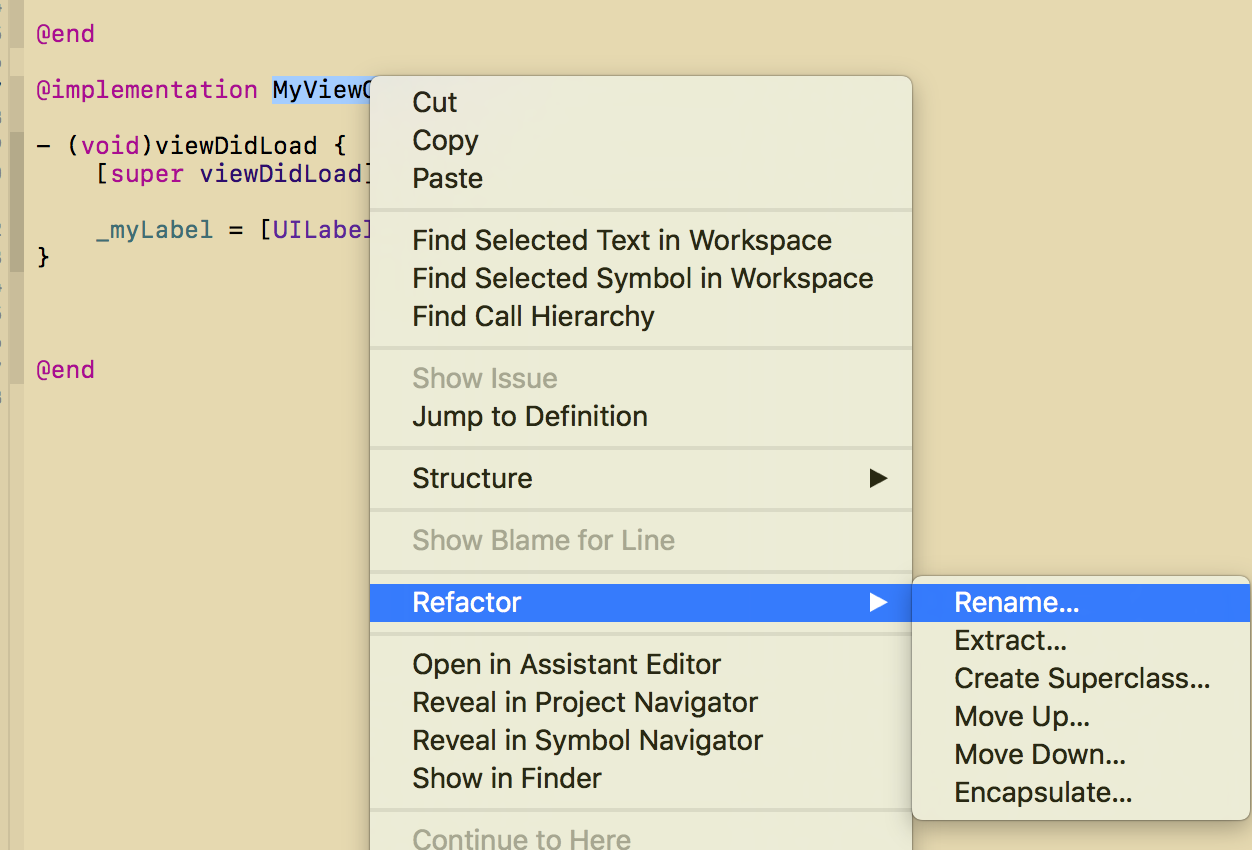 @end
@implementation MyViewC
- (void)viewDidLoad {
[super viewDidLoad]
_myLabel = [UILabel
}
@end
Cut
Copy
Paste
Find Selected Text in Workspace
Find Selected Symbol in Workspace
Find Call Hierarchy
Show Issue
Jump to Definition
Structure
Show Blame for Line
Refactor
Open in Assistant Editor
Reveal in Project Navigator
Reveal in Symbol Navigator
Show in Finder
Continue to Here
Rename...
Extract...
Create Superclass...
Move Up...
Move Down...
Encapsulate...